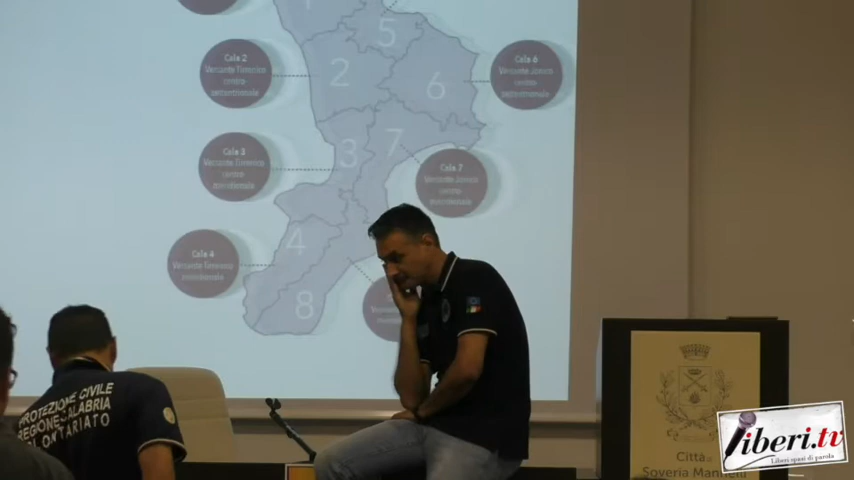 1
5
2
6
3
7
4
8
Cala 2
Versante Tirrenico
centro
settentrionale
Cala 6
Versante Jonico
centro
settentrionale
Cala 3
Versante Tirrenico
centro
meridionale
Cala 7
Versante Jonico
centro
meridionale
Cala 4
Versante Tirrenico
meridionale
PROTEZIONE CIVILE
REGIONE CALABRIA
VOLONTARIATO
Città di
Soveria Mannelli
liberi.tv
Liberi spazi di parola